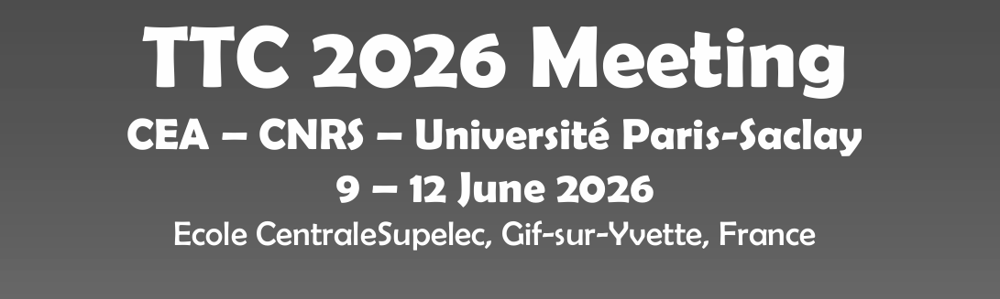 TTC 2026 Meeting
CEA – CNRS – Université Paris-Saclay
9 – 12 June 2026
Ecole CentraleSupelec, Gif-sur-Yvette, France